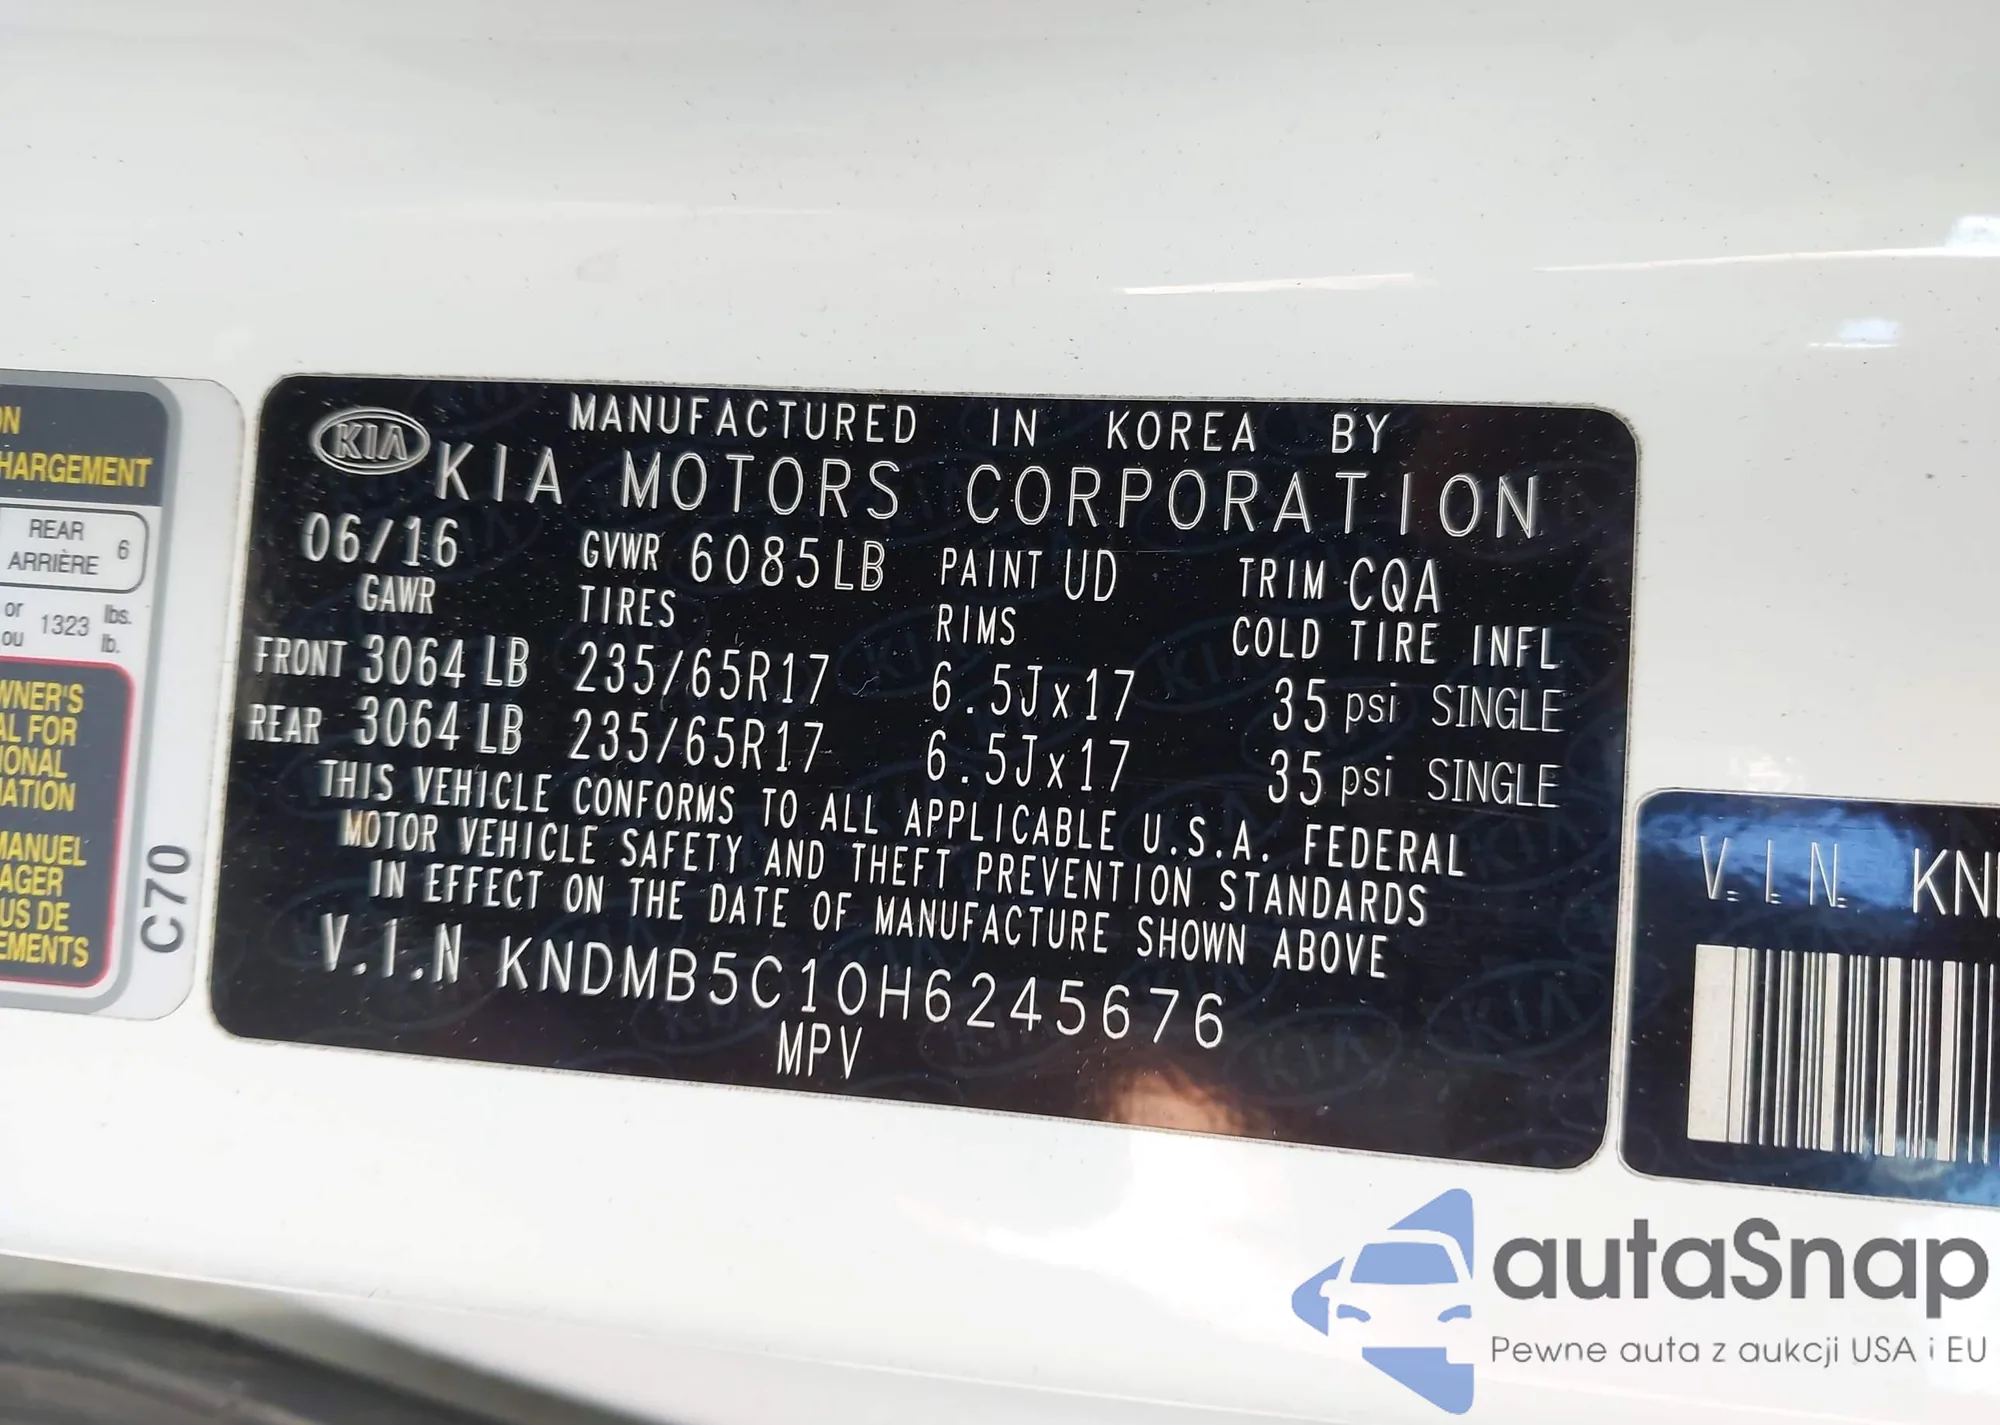 ON
HARGEMENT
REAR
ARRIÈRE 6
or
ou 1323 lbs.
lb.
WNER'S
AL FOR
IONAL
MATION
MANUEL
AGER
US DE
EMENTS
C70
KIA
MANUFACTURED IN KOREA BY
KIA MOTORS CORPORATION
06/16 GVWR 6085LB PAINT UD TRIM CQA
GAWR TIRES RIMS COLD TIRE INFL
FRONT 3064 LB 235/65R17 6.5Jx17 35 psi SINGLE
REAR 3064 LB 235/65R17 6.5Jx17 35 psi SINGLE
THIS VEHICLE CONFORMS TO ALL APPLICABLE U.S.A. FEDERAL
MOTOR VEHICLE SAFETY AND THEFT PREVENTION STANDARDS
IN EFFECT ON THE DATE OF MANUFACTURE SHOWN ABOVE
V.I.N KNDMB5C10H6245676
MPV
V.I.N. KN
autaSnap
Pewne auta z aukcji USA i EU